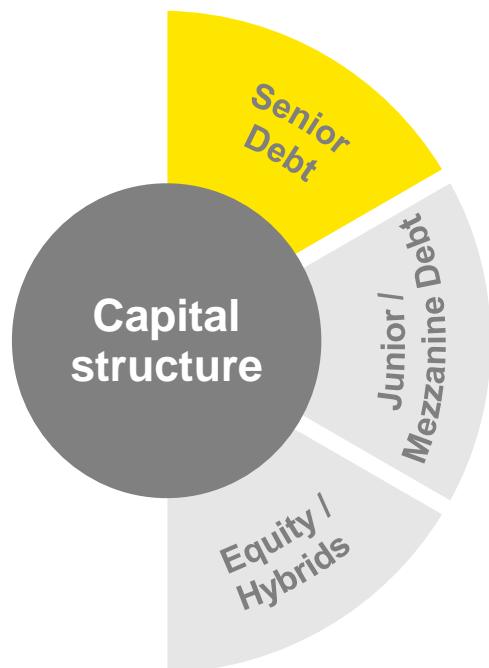 Senior
Debt
Capital
structure
Junior /
Mezzanine Debt
Equity /
Hybrids